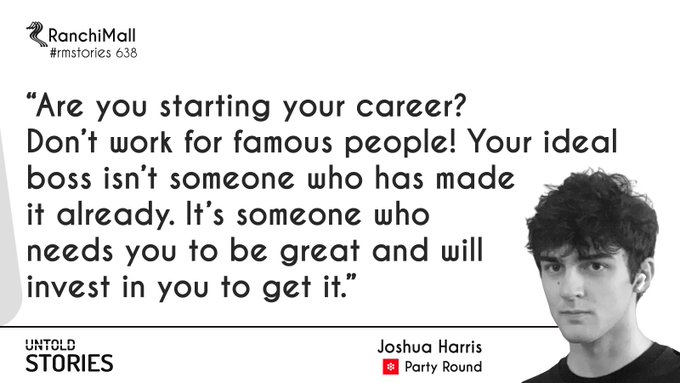 RanchiMall
#rmstories 638
“Are you starting your career?
Don’t work for famous people! Your ideal
boss isn’t someone who has made
it already. It’s someone who
needs you to be great and will
invest in you to get it.”
UNTOLD
STORIES
Joshua Harris
Party Round